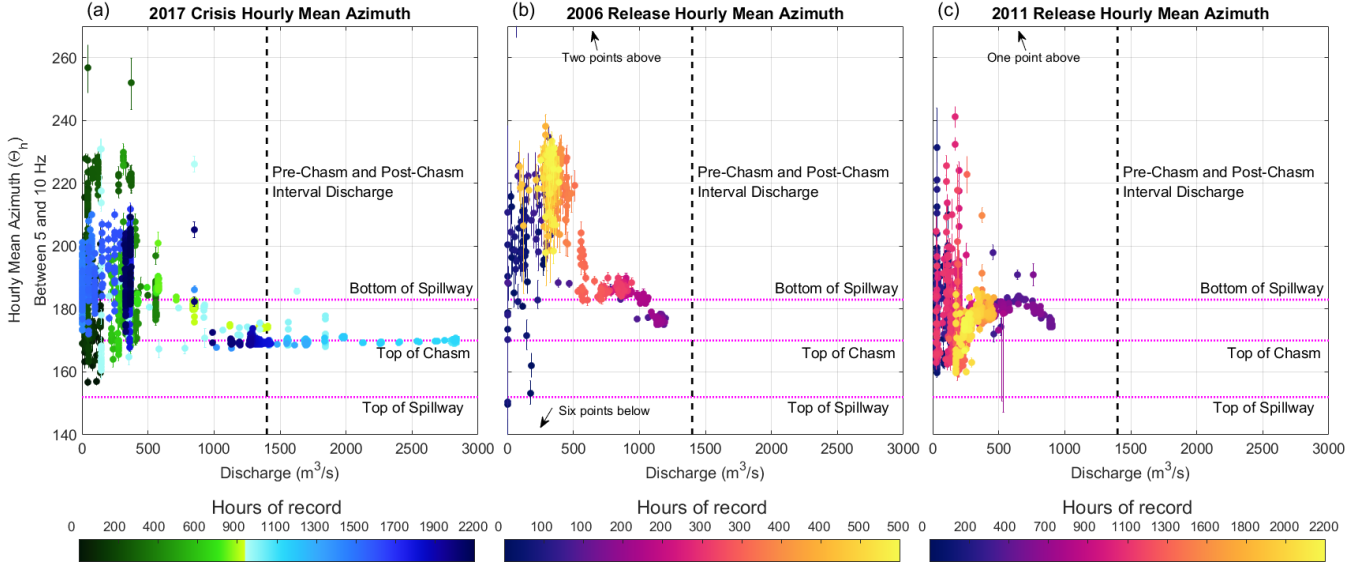 (a)
2017 Crisis Hourly Mean Azimuth
Hourly Mean Azimuth (Θh)
Between 5 and 10 Hz
260
240
220
200
180
160
140
Pre-Chasm and Post-Chasm
Interval Discharge
Bottom of Spillway
Top of Chasm
Top of Spillway
0 500 1000 1500 2000 2500 3000
Discharge (m³/s)
Hours of record
0 200 400 600 900 1100 1300 1500 1700 1900 2200
(b)
2006 Release Hourly Mean Azimuth
Two points above
Pre-Chasm and Post-Chasm
Interval Discharge
Bottom of Spillway
Top of Chasm
Six points below
Top of Spillway
0 500 1000 1500 2000 2500 3000
Discharge (m³/s)
Hours of record
0 100 100 200 200 300 300 400 400 500 500
(c)
2011 Release Hourly Mean Azimuth
One point above
Pre-Chasm and Post-Chasm
Interval Discharge
Bottom of Spillway
Top of Chasm
Top of Spillway
0 500 1000 1500 2000 2500 3000
Discharge (m³/s)
Hours of record
0 200 400 700 900 1100 1300 1500 1800 2000 2200